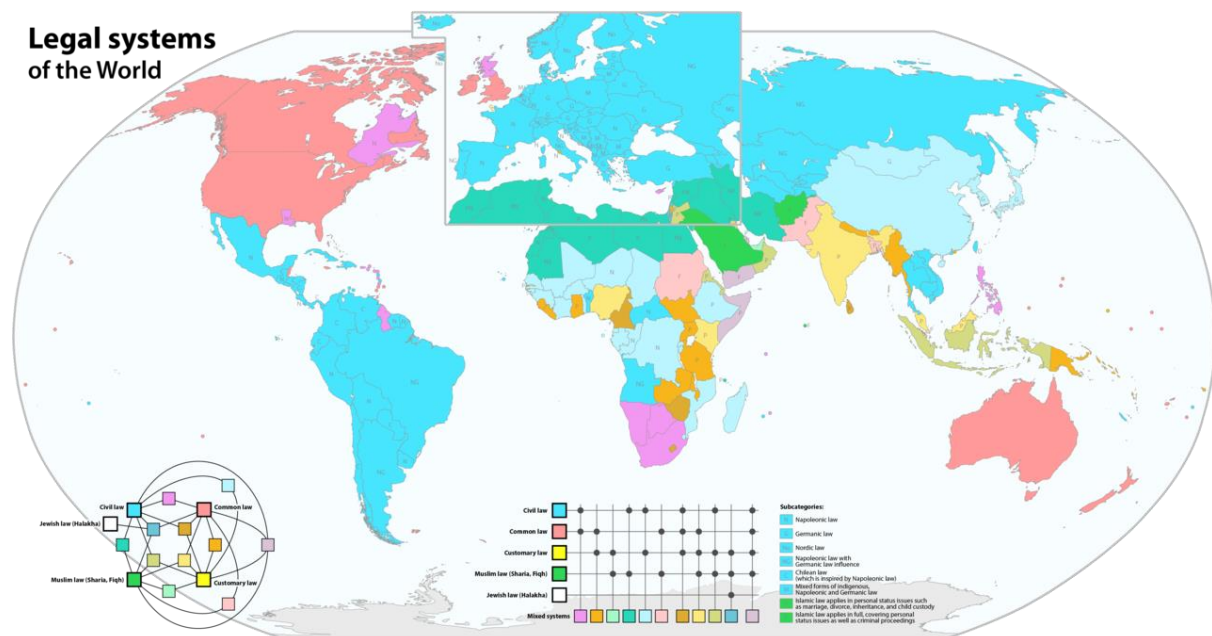 Legal systems
of the World
Civil law
Common law
Jewish law (Halakha)
Muslim law (Sharia, Fiqh)
Customary law
Civil law
Common law
Customary law
Muslim law (Sharia, Fiqh)
Jewish law (Halakha)
Mixed systems
Subcategories:
Napoleonic law
Germanic law
Nordic law
Napoleonic law with
Germanic law influence
Chilean law
(which is inspired by Napoleonic law)
Mixed forms of Indigenous,
Napoleonic and Germanic law
Islamic law applies in personal status issues such
as marriage, divorce, inheritance, and child custody
Islamic law applies in full, covering personal
status issues as well as criminal proceedings